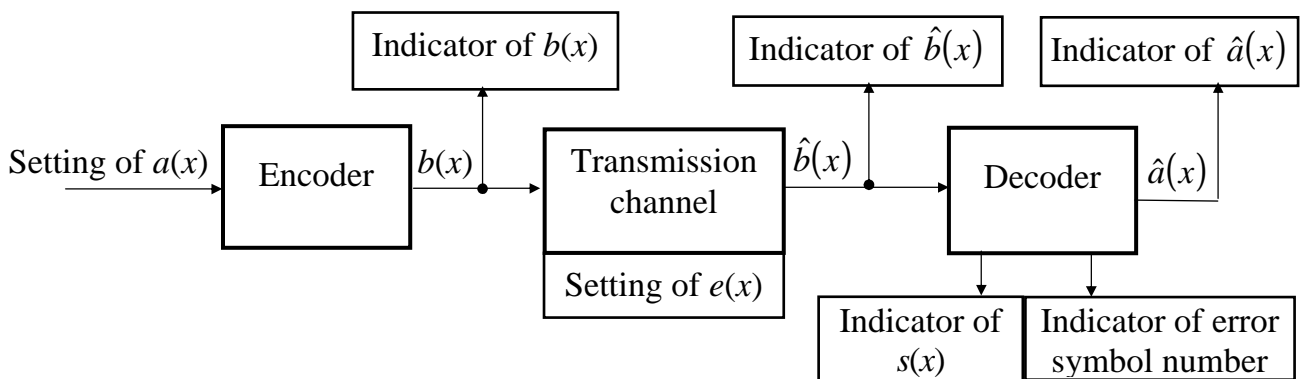 Indicator of b(x)
Indicator of b̂(x)
Indicator of â(x)
Setting of a(x)
Encoder
b(x)
Transmission
channel
b̂(x)
Decoder
â(x)
Setting of e(x)
Indicator of
s(x)
Indicator of error
symbol number